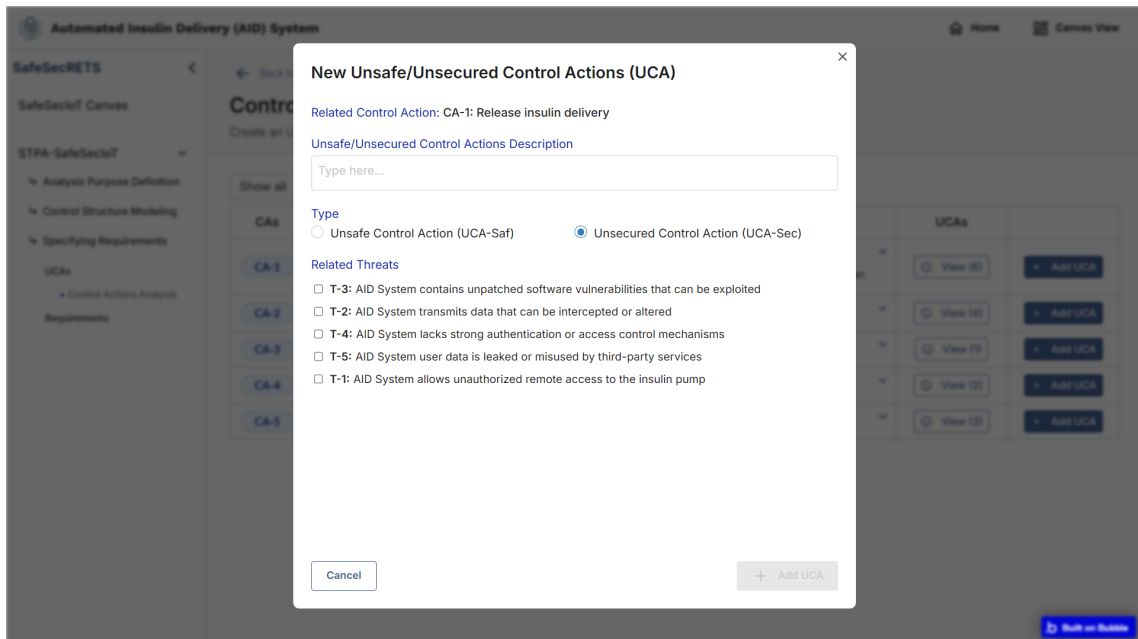 Automated Insulin Delivery (AID) System
Home
Canvas View
SafeSecRETS
SafeSecIoT Canvas
STPA-SafeSecIoT
Analysis Purpose Definition
Control Structure Modeling
Specifying Requirements
UCAs
Control Actions Analysis
Requirements
Back
Contro
Create an U
Show all
CAs
UCAs
CA-1
View (6)
+ Add UCA
CA-2
View (4)
+ Add UCA
CA-3
View (1)
+ Add UCA
CA-4
View (2)
+ Add UCA
CA-5
View (3)
+ Add UCA
New Unsafe/Unsecured Control Actions (UCA)
Related Control Action: CA-1: Release insulin delivery
Unsafe/Unsecured Control Actions Description
Type here...
Type
Unsafe Control Action (UCA-Saf)
Unsecured Control Action (UCA-Sec)
Related Threats
T-3: AID System contains unpatched software vulnerabilities that can be exploited
T-2: AID System transmits data that can be intercepted or altered
T-4: AID System lacks strong authentication or access control mechanisms
T-5: AID System user data is leaked or misused by third-party services
T-1: AID System allows unauthorized remote access to the insulin pump
Cancel
+ Add UCA
Built on Bubble